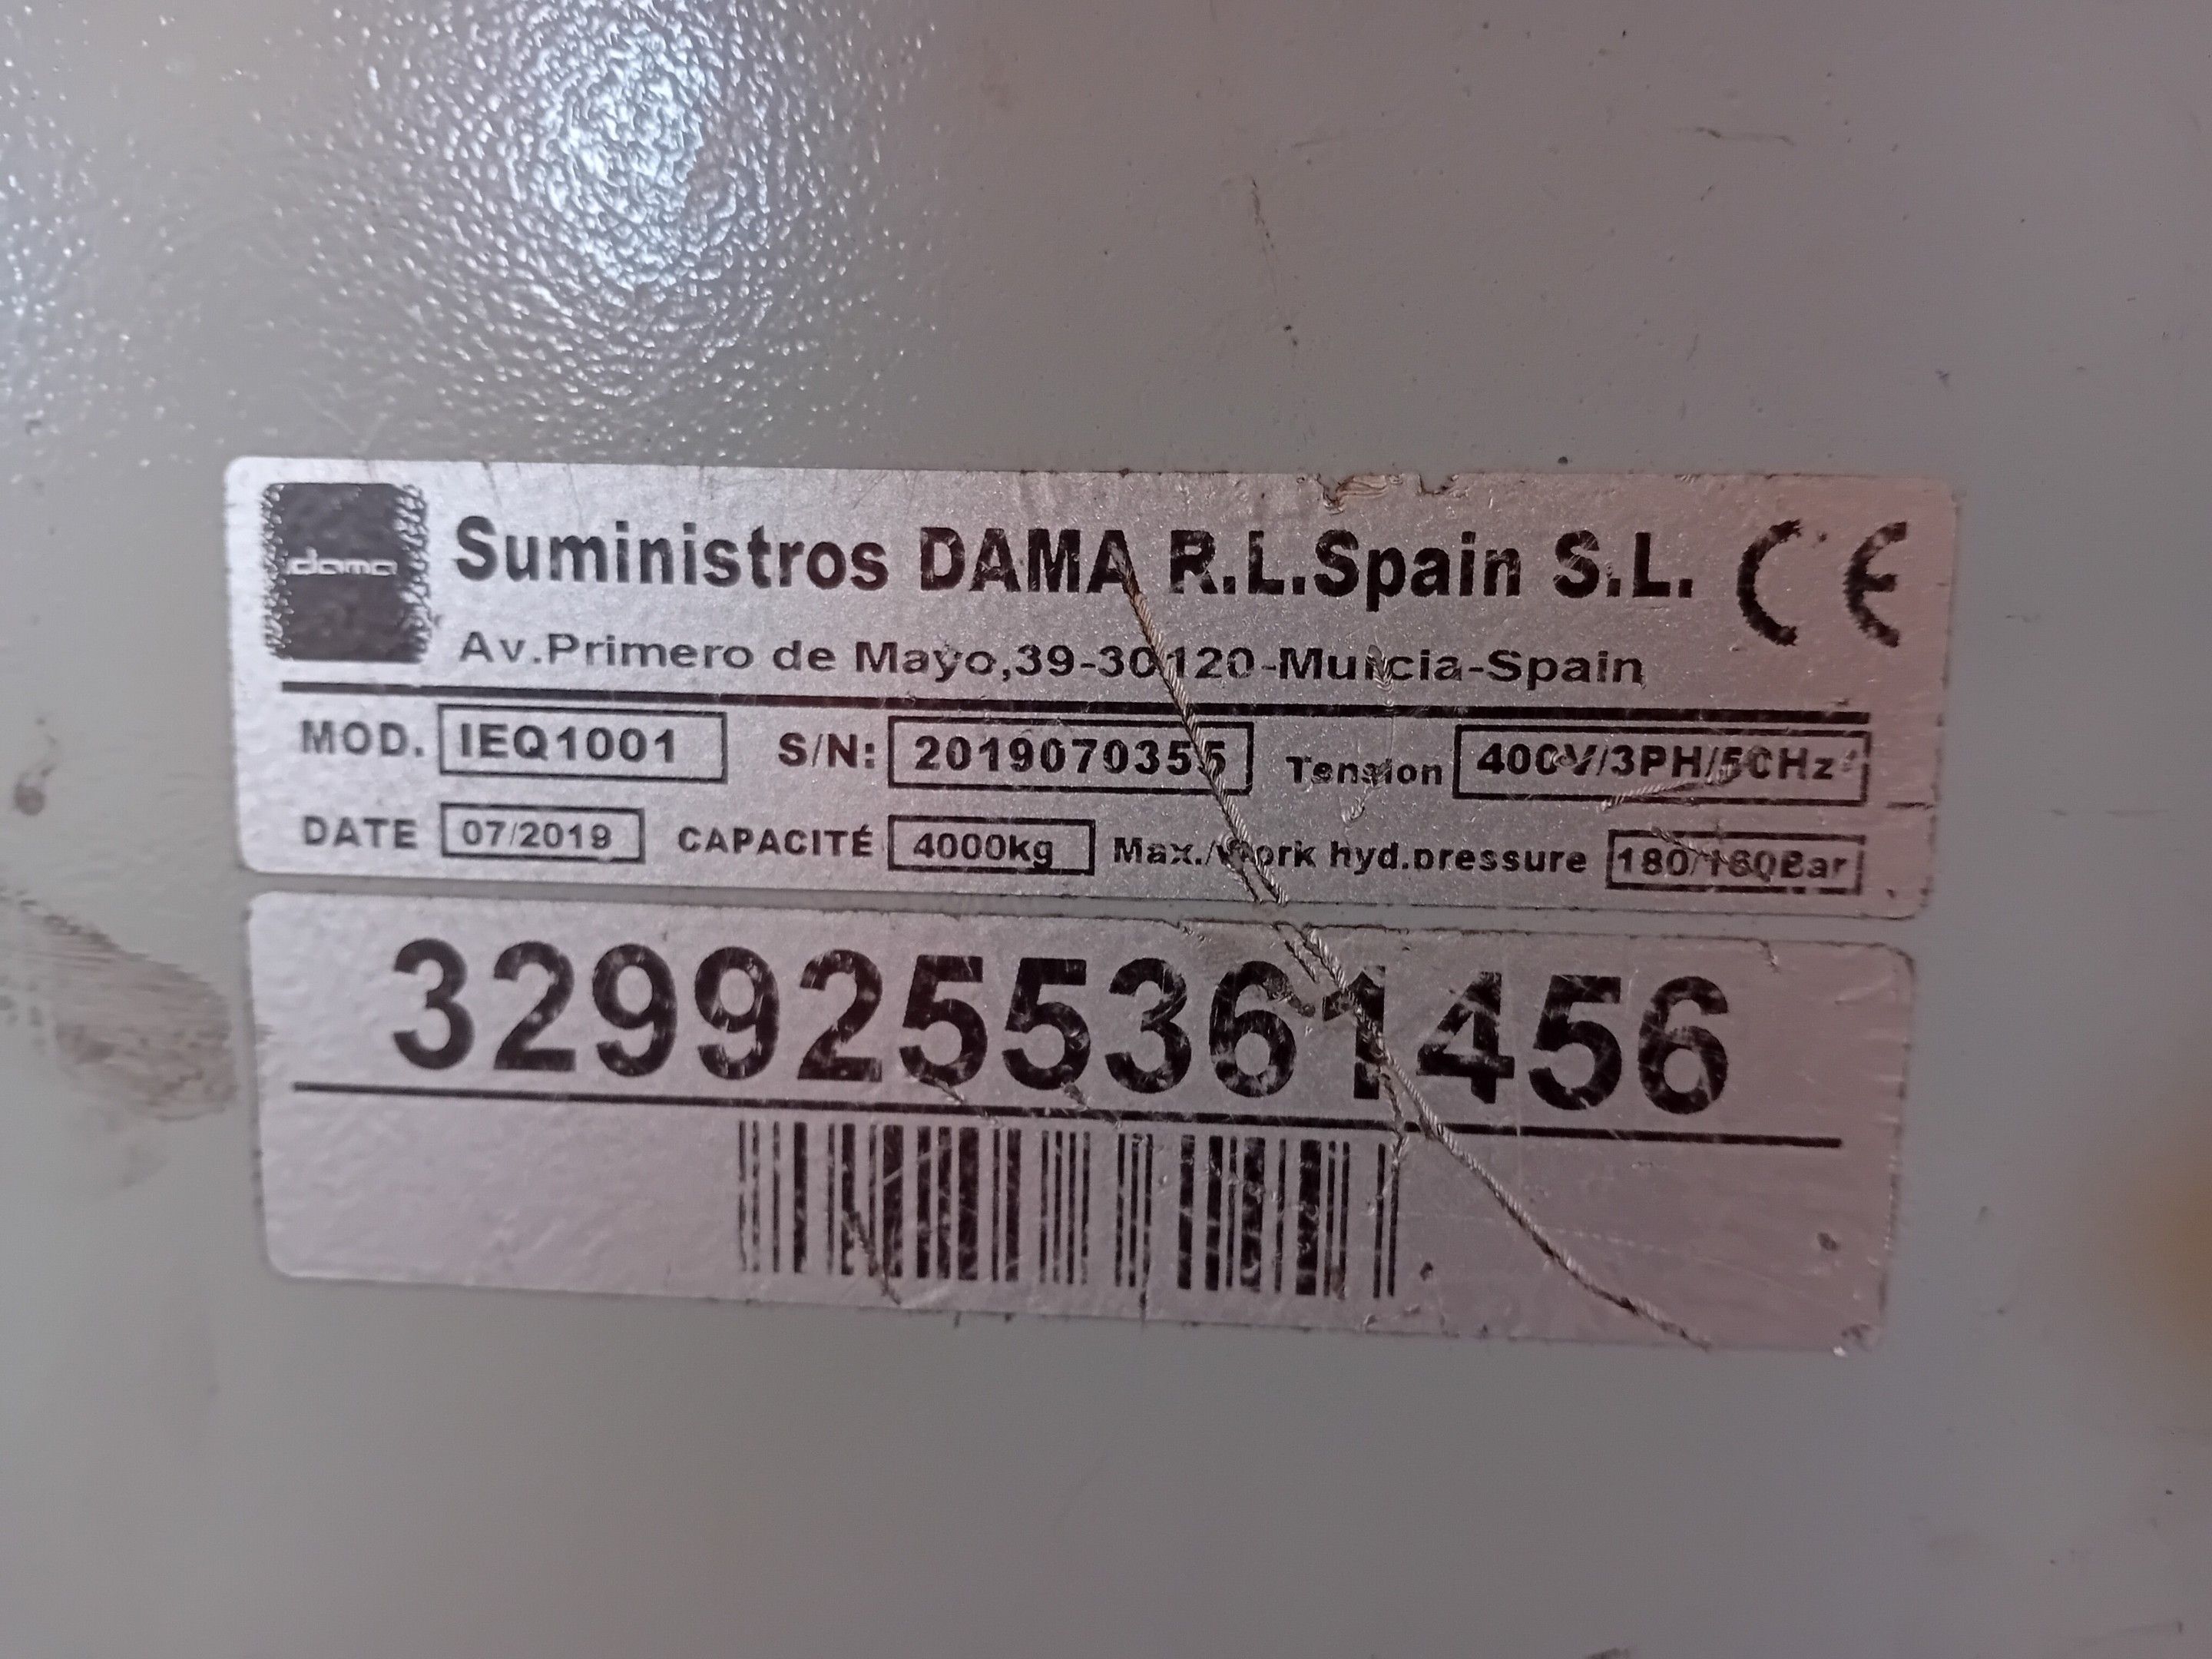 dama
Suministros DAMA R.L.Spain S.L. CE
Av.Primero de Mayo,39-30120-Murcia-Spain
MOD. IEQ1001 S/N: 2019070355 Tension 400V/3PH/50Hz
DATE 07/2019 CAPACITÉ 4000kg Max./Work hyd.pressure 180/160Bar
3299255361456